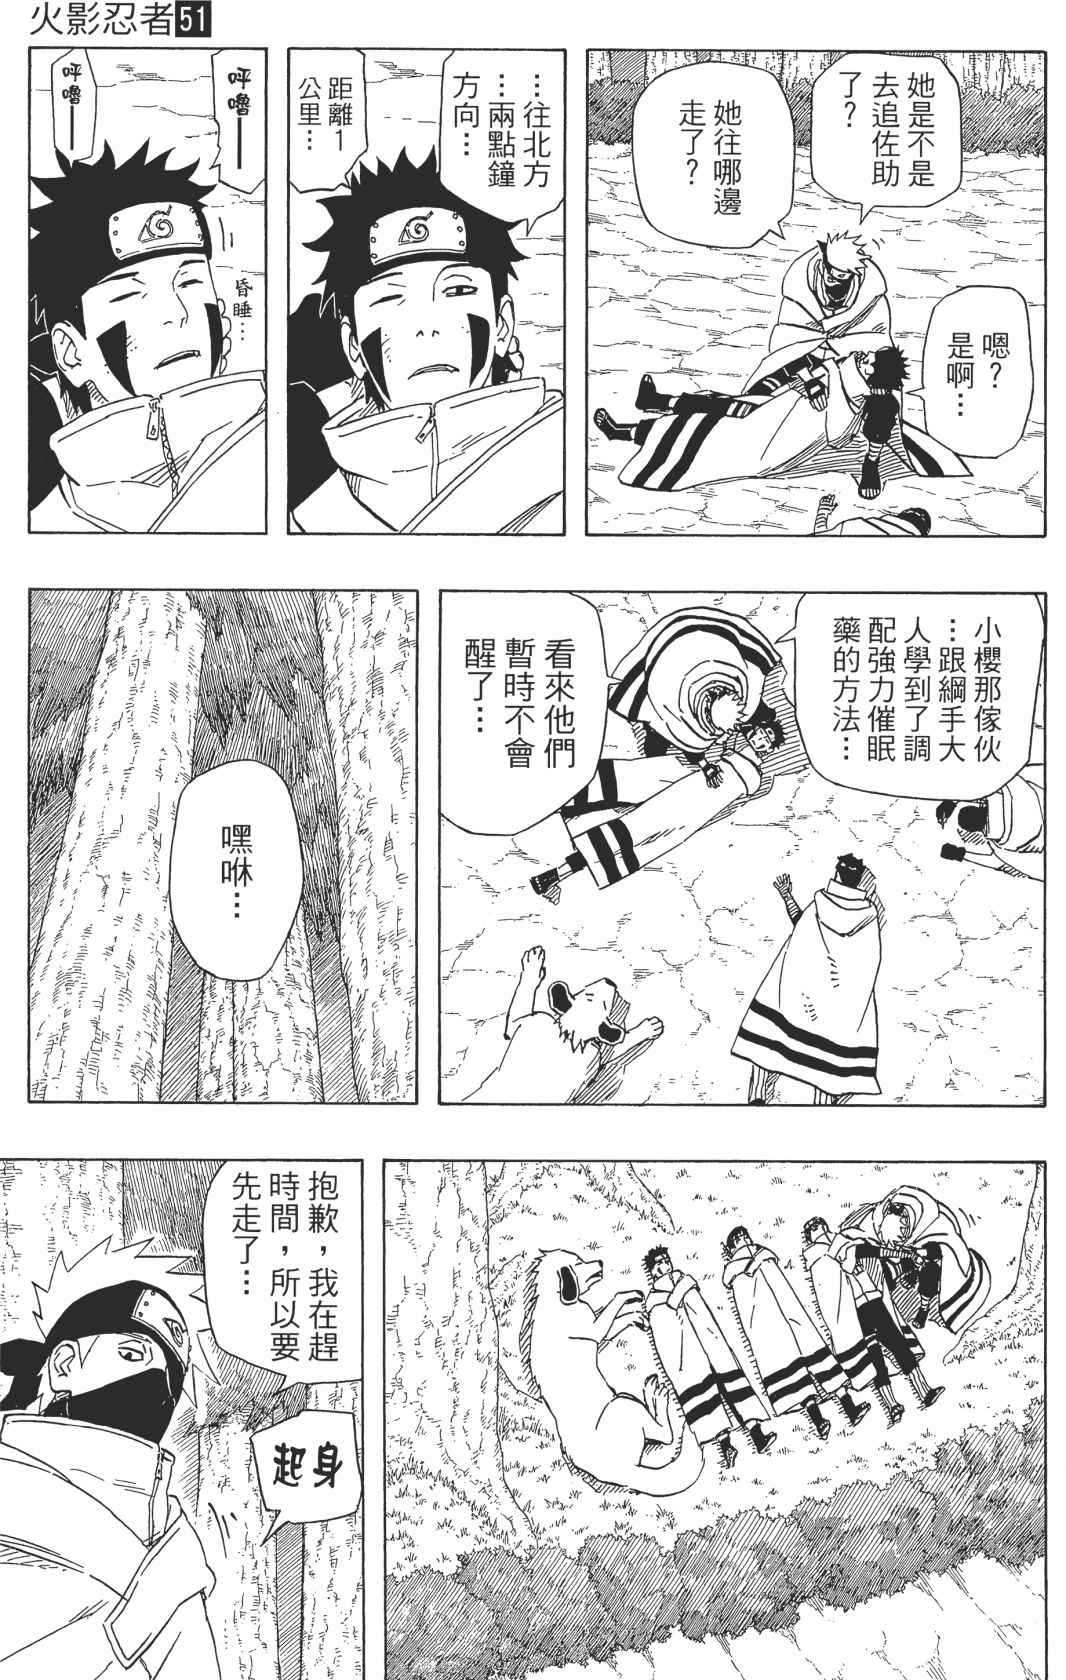 火影忍者51
她是不是
去追佐助
了？
她往哪邊
走了？
嗯？
是啊…
…往北方
…兩點鐘
方向…
距離1
公里…
呼嚕——
昏睡…
呼嚕——
小櫻那傢伙
…跟綱手大
人學到了調
配強力催眠
藥的方法…
看來他們
暫時不會
醒了…
嘿咻…
抱歉，我在趕
時間，所以要
先走了…
起身